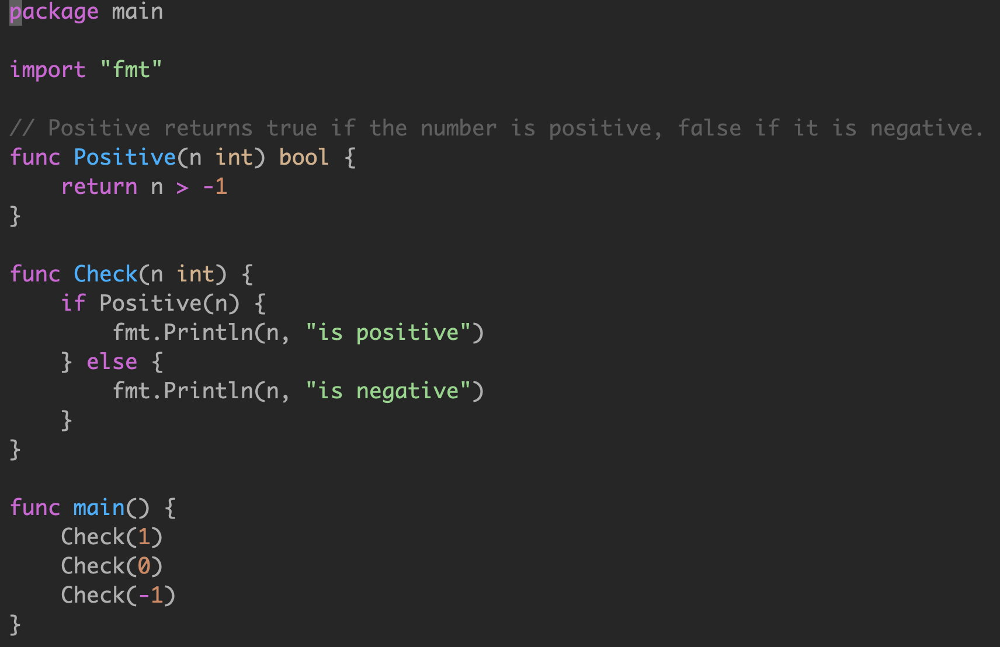 package main
import "fmt"
// Positive returns true if the number is positive, false if it is negative.
func Positive(n int) bool {
    return n > -1
}
func Check(n int) {
    if Positive(n) {
        fmt.Println(n, "is positive")
    } else {
        fmt.Println(n, "is negative")
    }
}
func main() {
    Check(1)
    Check(0)
    Check(-1)
}